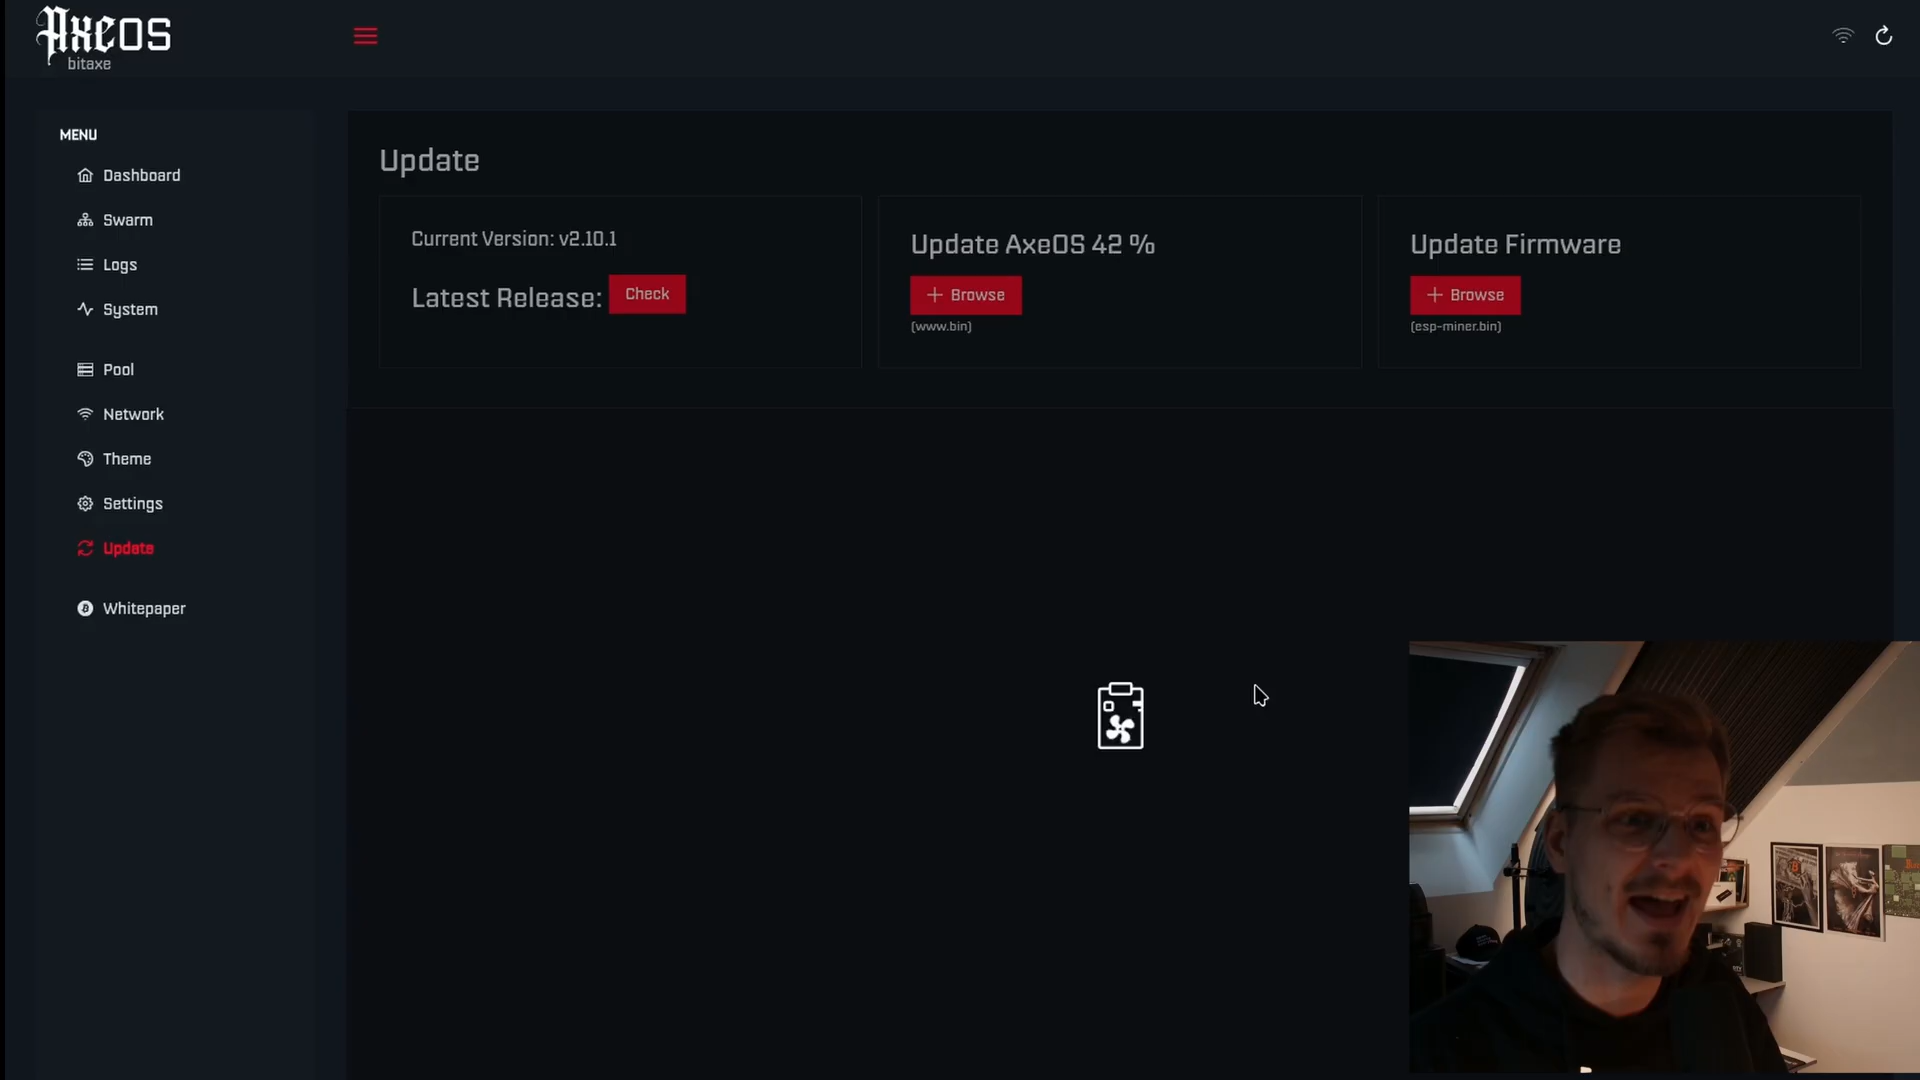 AxeOS
bitaxe
MENU
Dashboard
Swarm
Logs
System
Pool
Network
Theme
Settings
Update
Whitepaper
Update
Current Version: v2.10.1
Latest Release: Check
Update AxeOS 42 %
+ Browse
(www.bin)
Update Firmware
+ Browse
(esp-miner.bin)